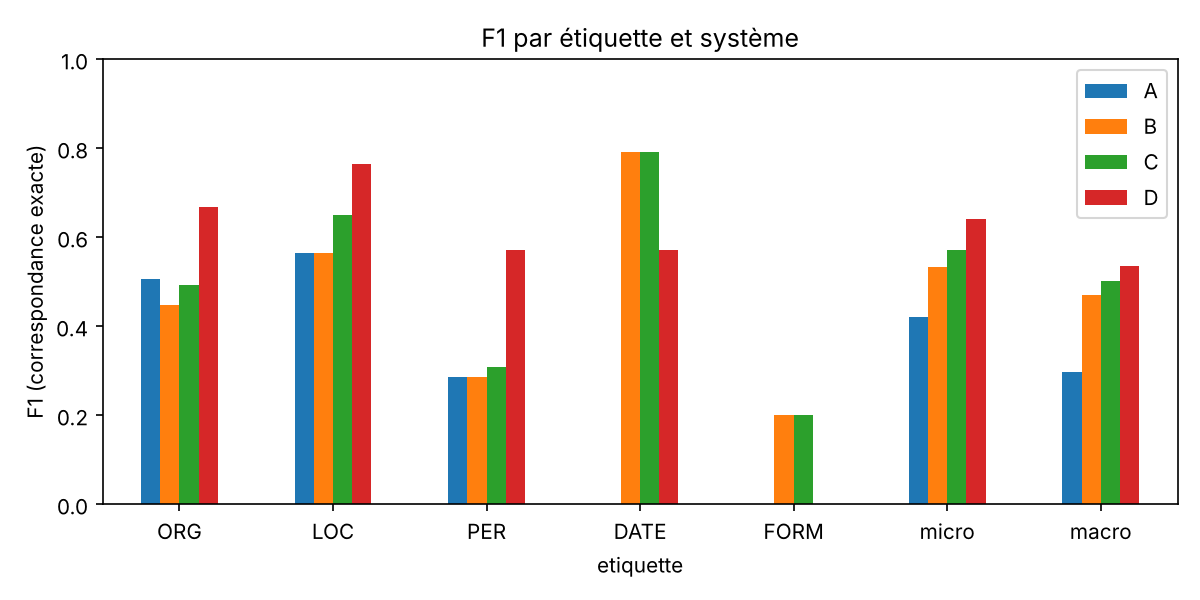 F1 par étiquette et système
F1 (correspondance exacte)
1.0
0.8
0.6
0.4
0.2
0.0
A
B
C
D
ORG LOC PER DATE FORM micro macro
etiquette